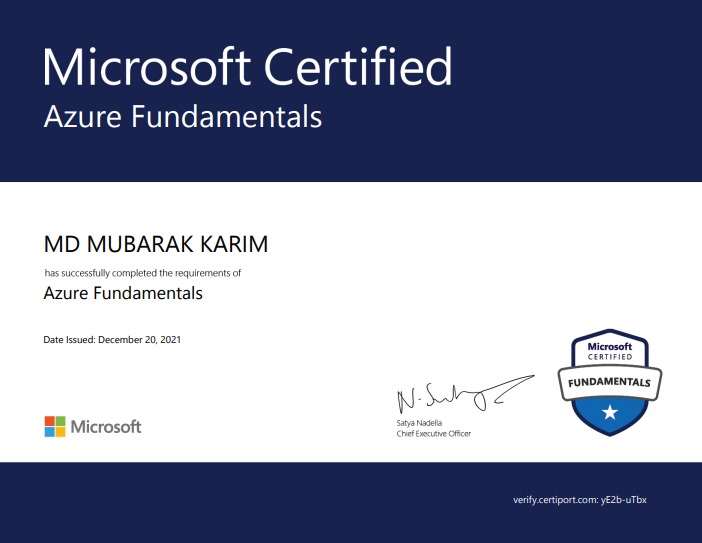 Microsoft Certified
Azure Fundamentals
MD MUBARAK KARIM
has successfully completed the requirements of
Azure Fundamentals
Date Issued: December 20, 2021
Microsoft
CERTIFIED
FUNDAMENTALS
N. Satya
Satya Nadella
Chief Executive Officer
Microsoft
verify.certiport.com: yE2b-uTbx